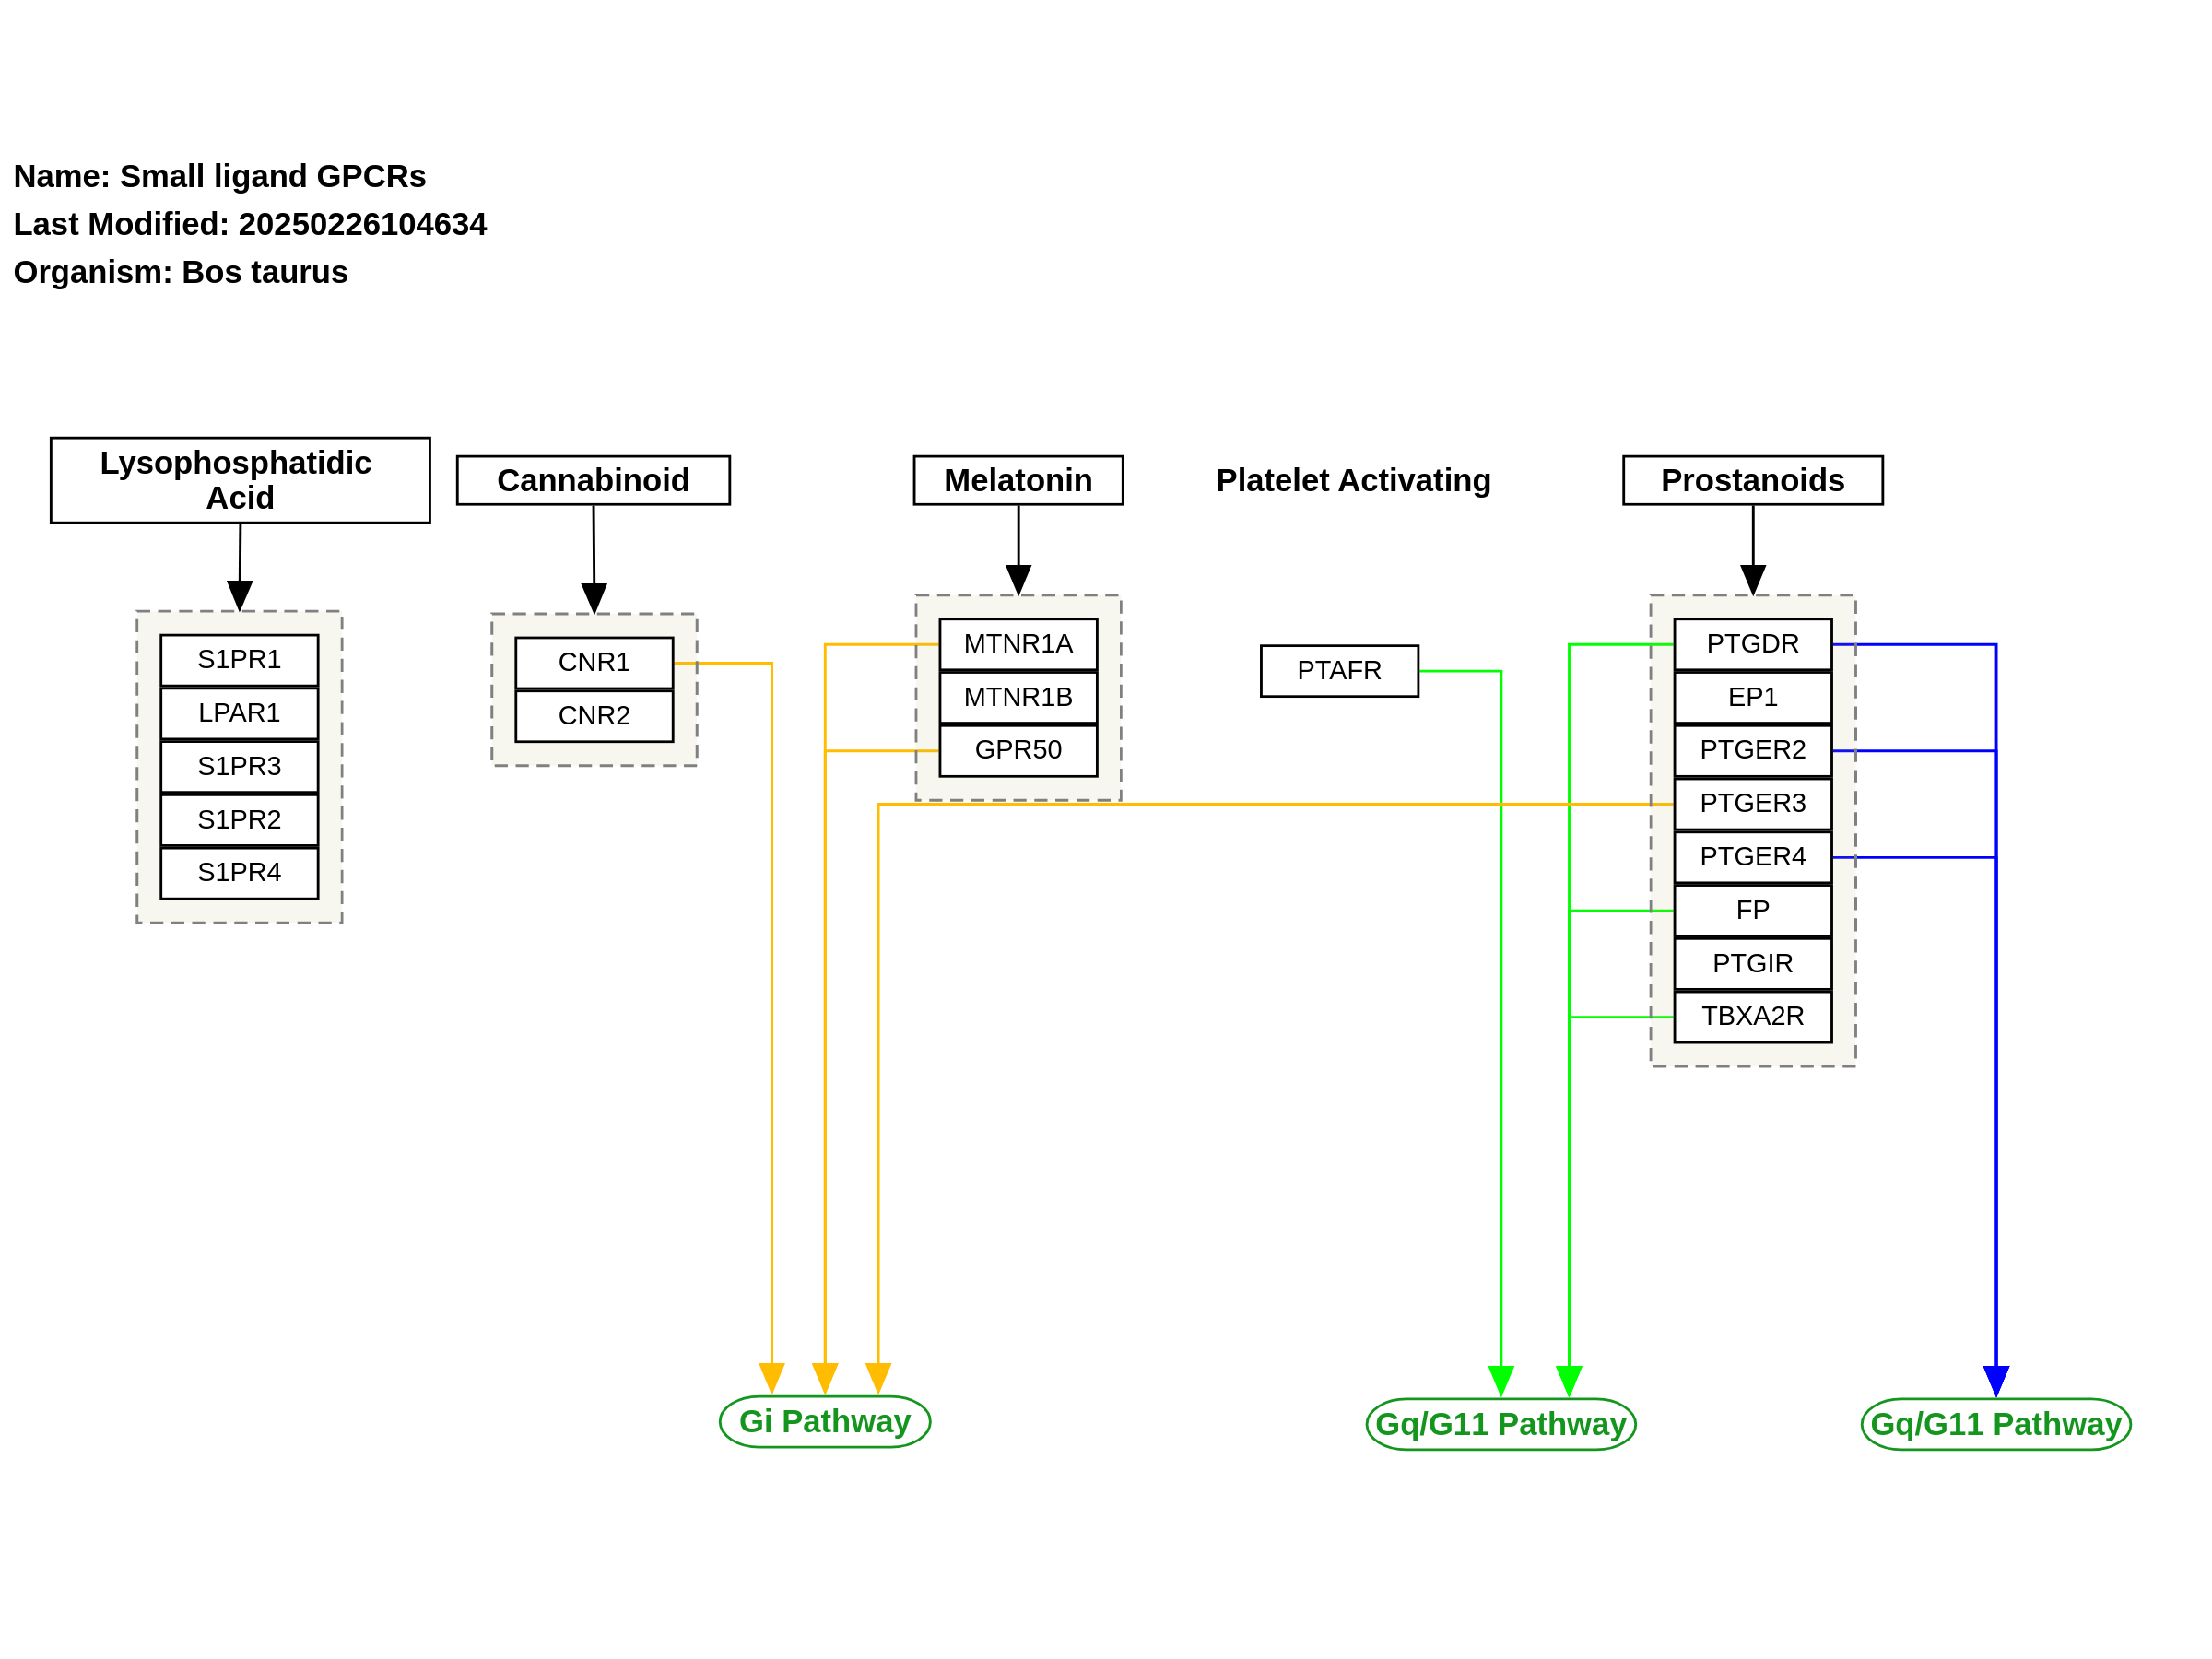 Name: Small ligand GPCRs
Last Modified: 20250226104634
Organism: Bos taurus
Lysophosphatidic
Acid
Cannabinoid
Melatonin
Platelet Activating
Prostanoids
S1PR1
LPAR1
S1PR3
S1PR2
S1PR4
CNR1
CNR2
MTNR1A
MTNR1B
GPR50
PTAFR
PTGDR
EP1
PTGER2
PTGER3
PTGER4
FP
PTGIR
TBXA2R
Gi Pathway
Gq/G11 Pathway
Gq/G11 Pathway